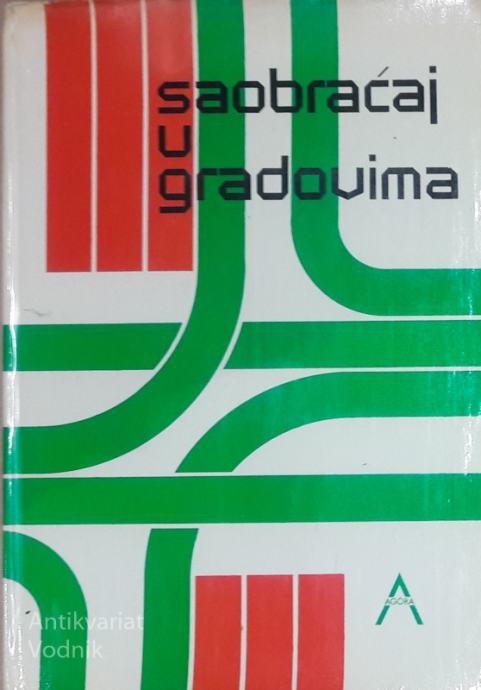 saobraćaj
u
gradovima
AGORA
Antikvariat
Vodnik